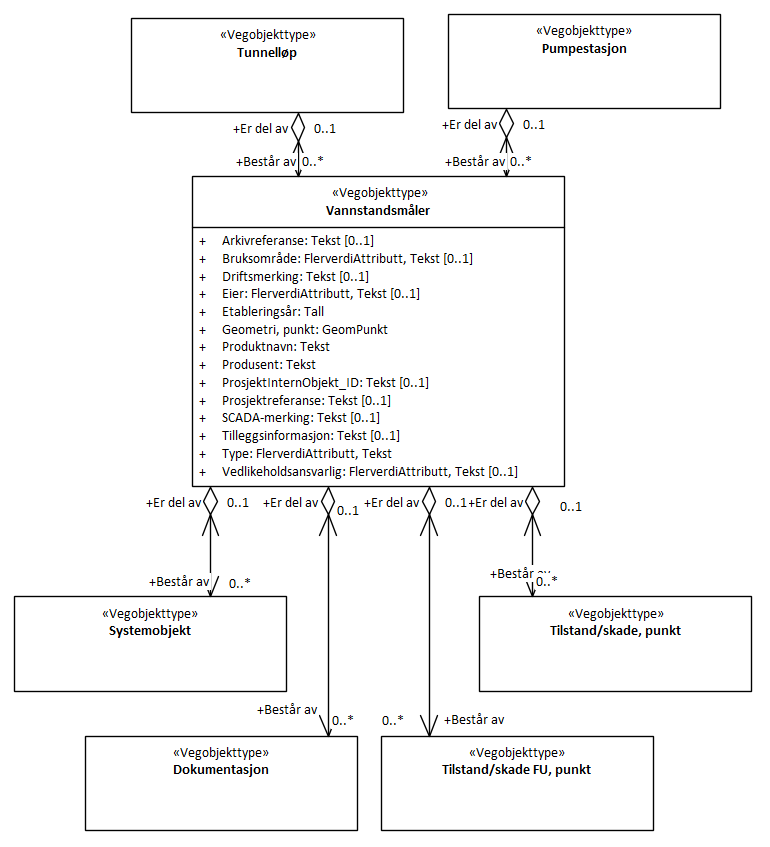 «Vegobjekttype»
Tunnelløp
«Vegobjekttype»
Pumpestasjon
+Er del av
0..1
+Er del av
0..1
+Består av
0..*
+Består av
0..*
«Vegobjekttype»
Vannstandsmåler
+ Arkivreferanse: Tekst [0..1]
+ Bruksområde: FlerverdiAttributt, Tekst [0..1]
+ Driftsmerking: Tekst [0..1]
+ Eier: FlerverdiAttributt, Tekst [0..1]
+ Etableringsår: Tall
+ Geometri, punkt: GeomPunkt
+ Produktnavn: Tekst
+ Produsent: Tekst
+ ProsjektInternObjekt_ID: Tekst [0..1]
+ Prosjektreferanse: Tekst [0..1]
+ SCADA-merking: Tekst [0..1]
+ Tilleggsinformasjon: Tekst [0..1]
+ Type: FlerverdiAttributt, Tekst
+ Vedlikeholdsansvarlig: FlerverdiAttributt, Tekst [0..1]
+Er del av
0..1
+Er del av
0..1
+Er del av
0..1
+Er del av
0..1
+Består av
0..*
+Består av
0..*
«Vegobjekttype»
Systemobjekt
«Vegobjekttype»
Tilstand/skade, punkt
+Består av
0..*
0..*
+Består av
«Vegobjekttype»
Dokumentasjon
«Vegobjekttype»
Tilstand/skade FU, punkt